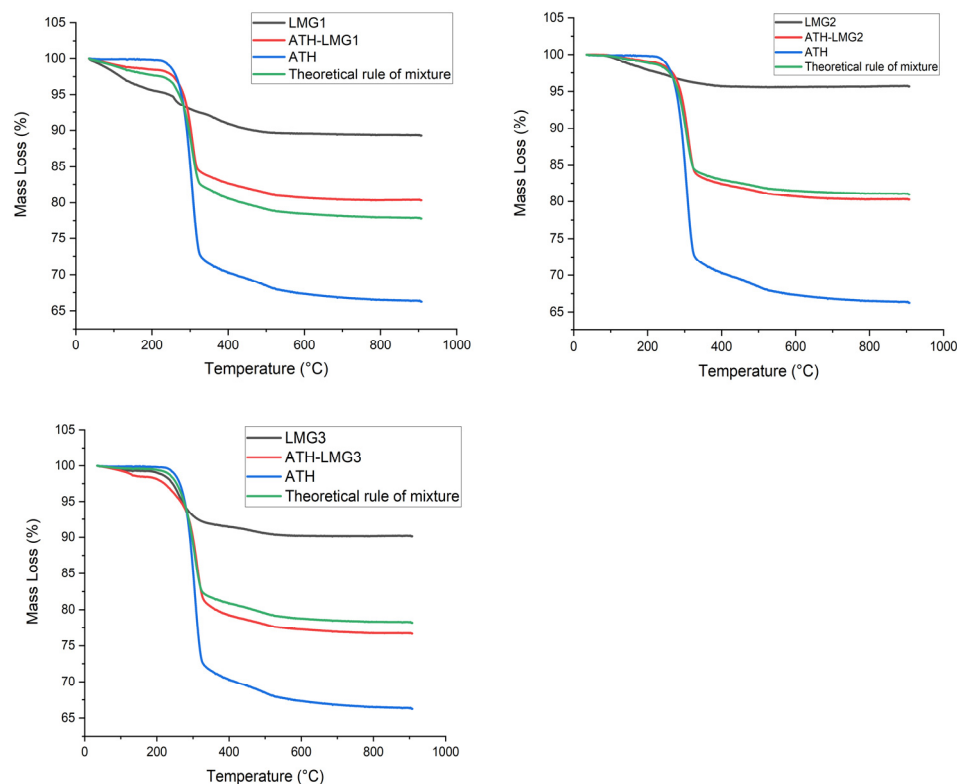 LMG1
ATH-LMG1
ATH
Theoretical rule of mixture
105
100
95
90
85
80
75
70
65
0
200
400
600
800
1000
Mass Loss (%)
Temperature (°C)
LMG2
ATH-LMG2
ATH
Theoretical rule of mixture
105
100
95
90
85
80
75
70
65
0
200
400
600
800
1000
Mass Loss (%)
Temperature (°C)
LMG3
ATH-LMG3
ATH
Theoretical rule of mixture
105
100
95
90
85
80
75
70
65
0
200
400
600
800
1000
Mass Loss (%)
Temperature (°C)